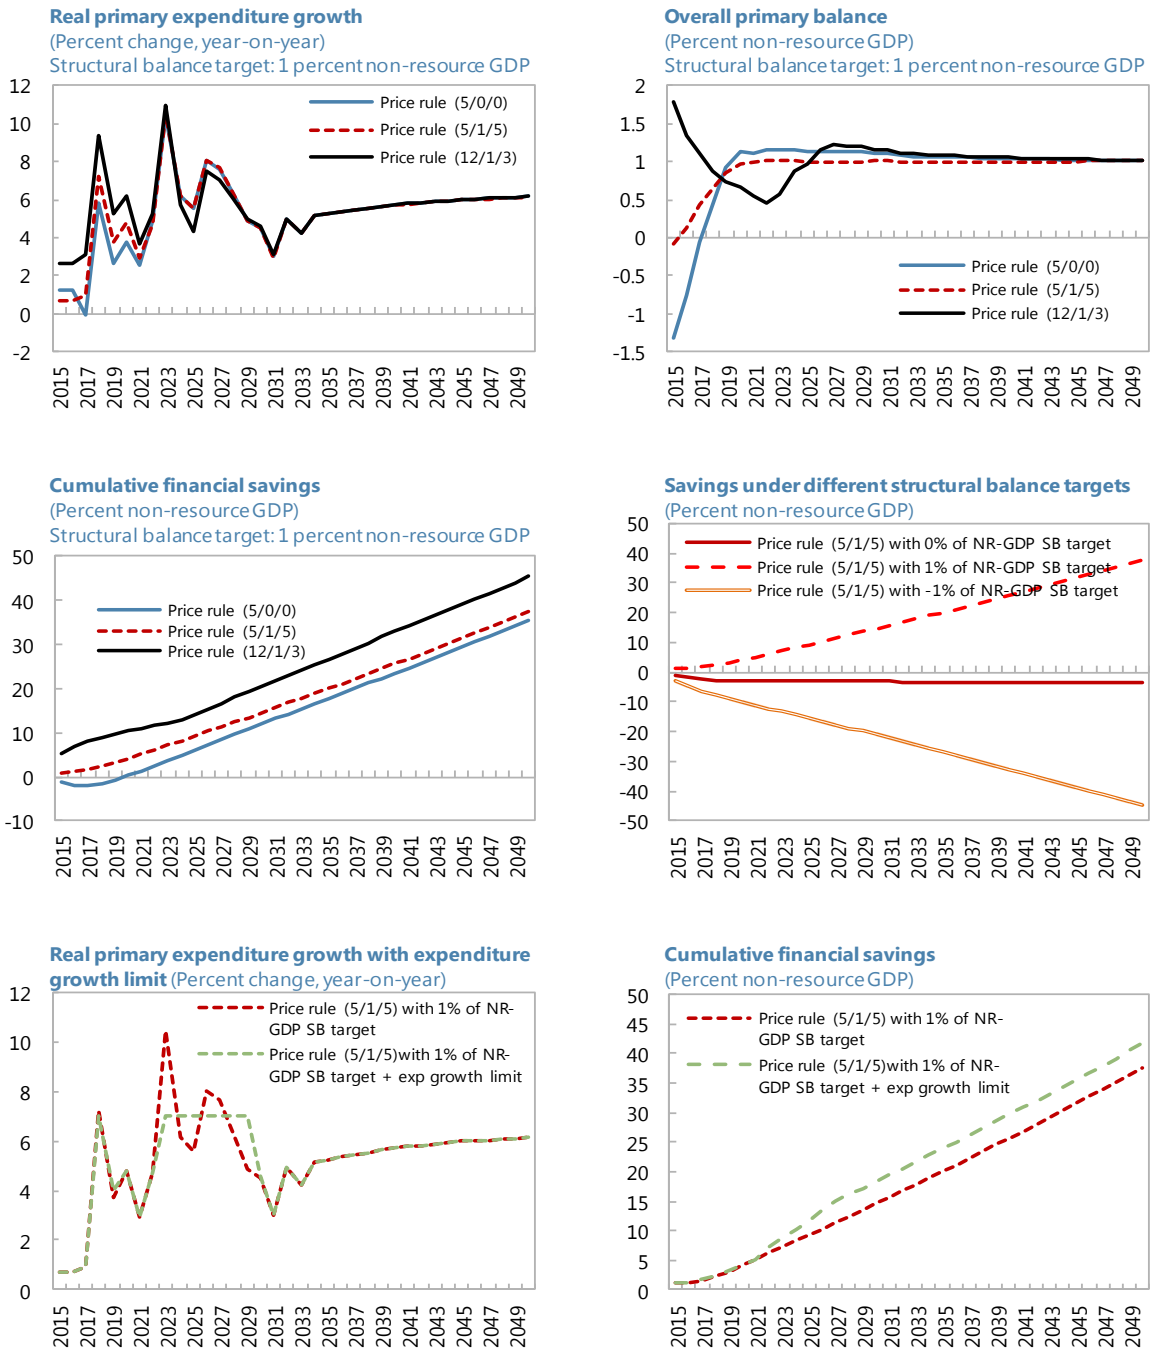 Real primary expenditure growth
(Percent change, year-on-year)
Structural balance target: 1 percent non-resource GDP
12
10
8
6
4
2
0
-2
Price rule (5/0/0)
Price rule (5/1/5)
Price rule (12/1/3)
2015 2017 2019 2021 2023 2025 2027 2029 2031 2033 2035 2037 2039 2041 2043 2045 2047 2049
Overall primary balance
(Percent non-resource GDP)
Structural balance target: 1 percent non-resource GDP
2
1.5
1
0.5
0
-0.5
-1
-1.5
Price rule (5/0/0)
Price rule (5/1/5)
Price rule (12/1/3)
2015 2017 2019 2021 2023 2025 2027 2029 2031 2033 2035 2037 2039 2041 2043 2045 2047 2049
Cumulative financial savings
(Percent non-resource GDP)
Structural balance target: 1 percent non-resource GDP
50
40
30
20
10
0
-10
Price rule (5/0/0)
Price rule (5/1/5)
Price rule (12/1/3)
2015 2017 2019 2021 2023 2025 2027 2029 2031 2033 2035 2037 2039 2041 2043 2045 2047 2049
Savings under different structural balance targets
(Percent non-resource GDP)
50
40
30
20
10
0
-10
-20
-30
-40
-50
Price rule (5/1/5) with 0% of NR-GDP SB target
Price rule (5/1/5) with 1% of NR-GDP SB target
Price rule (5/1/5) with -1% of NR-GDP SB target
2015 2017 2019 2021 2023 2025 2027 2029 2031 2033 2035 2037 2039 2041 2043 2045 2047 2049
Real primary expenditure growth with expenditure
growth limit (Percent change, year-on-year)
12
10
8
6
4
2
0
Price rule (5/1/5) with 1% of NR-
GDP SB target
Price rule (5/1/5)with 1% of NR-
GDP SB target + exp growth limit
2015 2017 2019 2021 2023 2025 2027 2029 2031 2033 2035 2037 2039 2041 2043 2045 2047 2049
Cumulative financial savings
(Percent non-resource GDP)
50
45
40
35
30
25
20
15
10
5
0
Price rule (5/1/5) with 1% of NR-
GDP SB target
Price rule (5/1/5)with 1% of NR-
GDP SB target + exp growth limit
2015 2017 2019 2021 2023 2025 2027 2029 2031 2033 2035 2037 2039 2041 2043 2045 2047 2049